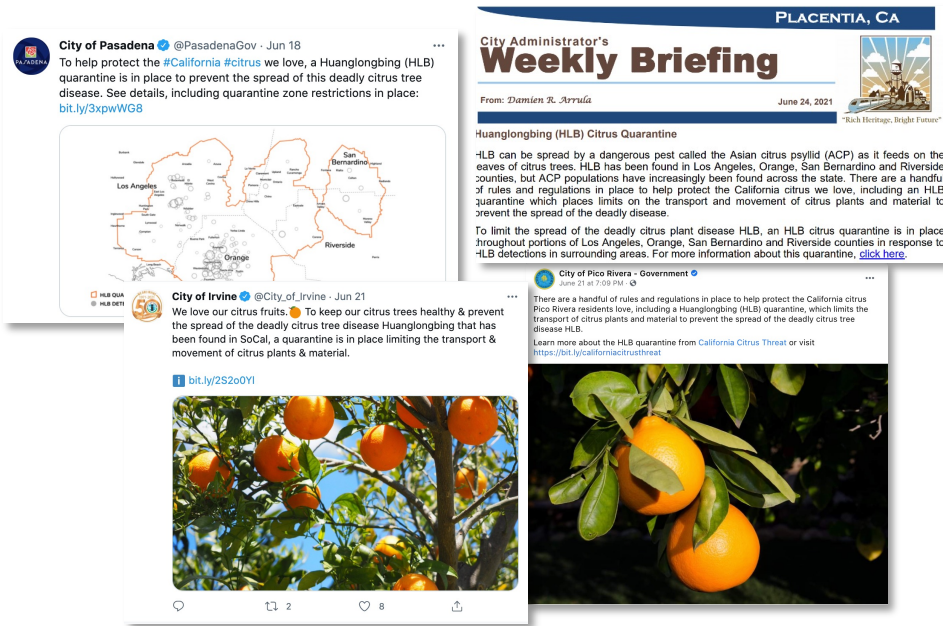 City of Pasadena @PasadenaGov · Jun 18
To help protect the #California #citrus we love, a Huanglongbing (HLB)
quarantine is in place to prevent the spread of this deadly citrus tree
disease. See details, including quarantine zone restrictions in place:
bit.ly/3xpwWG8
PASADENA
San
Bernardino
Los Angeles
Riverside
Orange
HLB QUA
HLB DETE
PLACENTIA, CA
City Administrator's
Weekly Briefing
From: Damien R. Arrula
June 24, 2021
"Rich Heritage, Bright Future"
Huanglongbing (HLB) Citrus Quarantine
HLB can be spread by a dangerous pest called the Asian citrus psyllid (ACP) as it feeds on the
leaves of citrus trees. HLB has been found in Los Angeles, Orange, San Bernardino and Riverside
counties, but ACP populations have increasingly been found across the state. There are a handful
of rules and regulations in place to help protect the California citrus we love, including an HLB
quarantine which places limits on the transport and movement of citrus plants and material to
prevent the spread of the deadly disease.
To limit the spread of the deadly citrus plant disease HLB, an HLB citrus quarantine is in place
throughout portions of Los Angeles, Orange, San Bernardino and Riverside counties in response to
HLB detections in surrounding areas. For more information about this quarantine, click here.
City of Irvine @City_of_Irvine · Jun 21
We love our citrus fruits.🍊 To keep our citrus trees healthy & prevent
the spread of the deadly citrus tree disease Huanglongbing that has
been found in SoCal, a quarantine is in place limiting the transport &
movement of citrus plants & material.
ℹ️ bit.ly/2S2o0YI
2
8
City of Pico Rivera - Government
June 21 at 7:09 PM ·
There are a handful of rules and regulations in place to help protect the California citrus
Pico Rivera residents love, including a Huanglongbing (HLB) quarantine, which limits the
transport of citrus plants and material to prevent the spread of the deadly citrus tree
disease HLB.
Learn more about the HLB quarantine from California Citrus Threat or visit
https://bit.ly/californiacitrusthreat